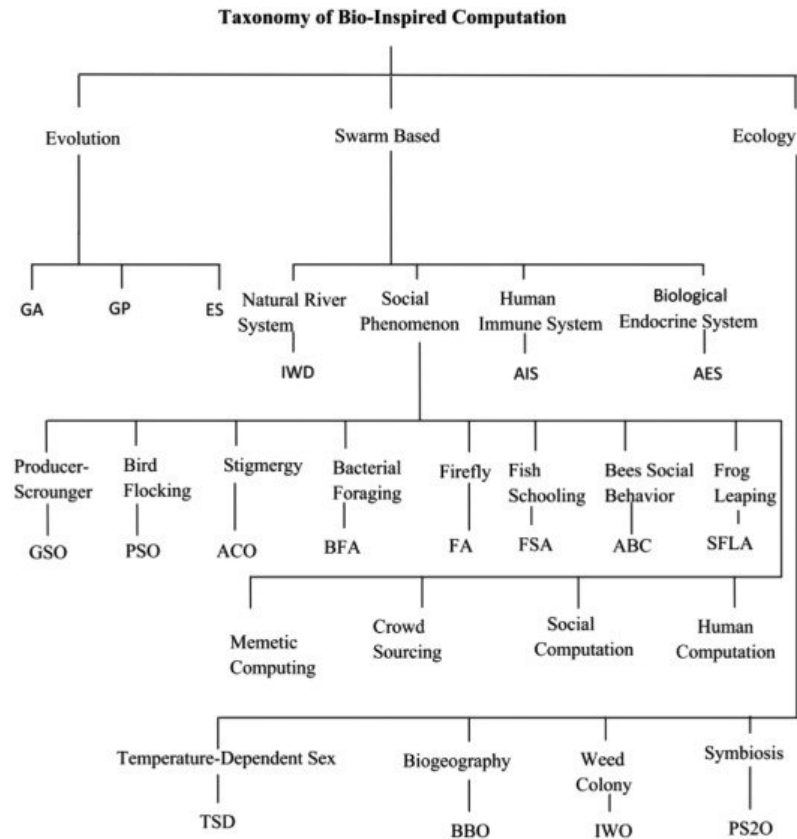 Taxonomy of Bio-Inspired Computation
Evolution
Swarm Based
Ecology
GA
GP
ES
Natural River
System
Social
Phenomenon
Human
Immune System
Biological
Endocrine System
IWD
AIS
AES
Producer-
Scrounger
Bird
Flocking
Stigmergy
Bacterial
Foraging
Firefly
Fish
Schooling
Bees Social
Behavior
Frog
Leaping
GSO
PSO
ACO
BFA
FA
FSA
ABC
SFLA
Memetic
Computing
Crowd
Sourcing
Social
Computation
Human
Computation
Temperature-Dependent Sex
Biogeography
Weed
Colony
Symbiosis
TSD
BBO
IWO
PS2O